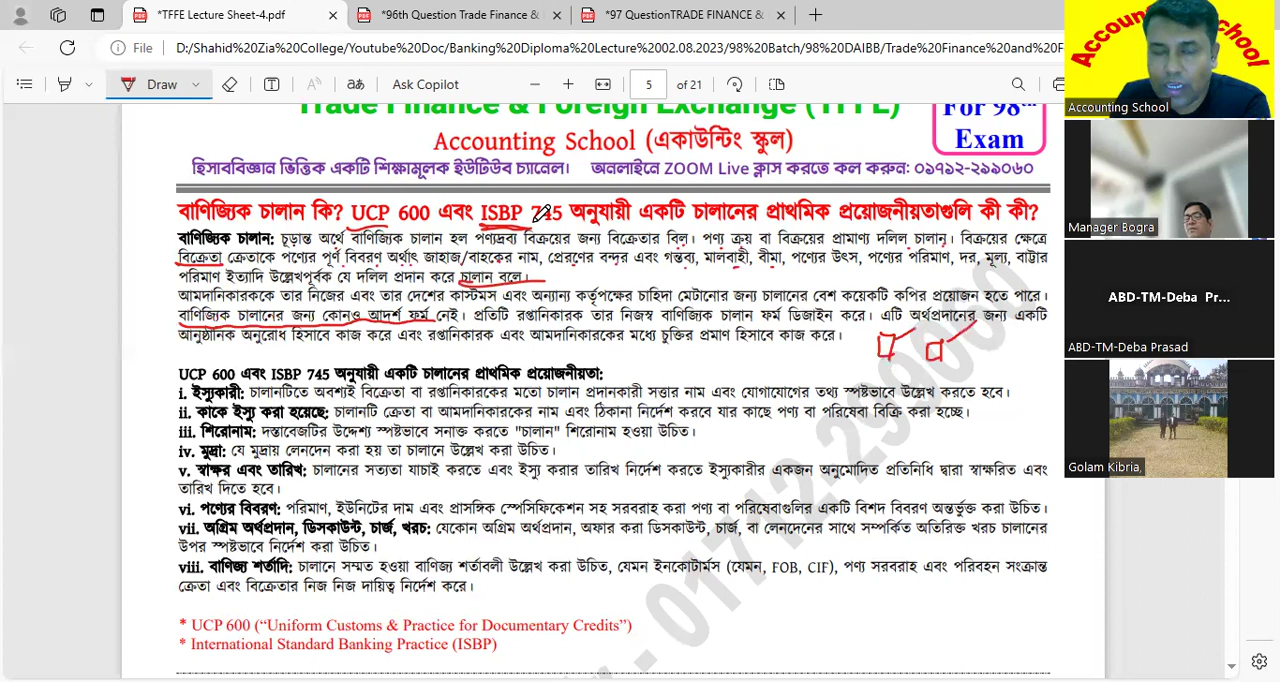 *TFFE Lecture Sheet-4.pdf
*96th Question Trade Finance &
*97 QuestionTRADE FINANCE &
File
D:/Shahid%20Zia%20College/Youtube%20Doc/Banking%20Diploma%20Lecture%2002.08.2023/98%20Batch/98%20DAIBB/Trade%20Finance%20and%20F
Draw
aあ
Ask Copilot
5 of 21
Trade Finance & Foreign Exchange (TFFE)
For 98th
Exam
Accounting School (একাউন্টিং স্কুল)
হিসাববিজ্ঞান ভিত্তিক একটি শিক্ষামূলক ইউটিউব চ্যানেল। অনলাইনে ZOOM Live ক্লাস করতে কল করুন: ০১৭১২-২৯৯০৬০
বাণিজ্যিক চালান কি? UCP 600 এবং ISBP 745 অনুযায়ী একটি চালানের প্রাথমিক প্রয়োজনীয়তাগুলি কী কী?
বাণিজ্যিক চালান: চূড়ান্ত অর্থে বাণিজ্যিক চালান হল পণ্যদ্রব্য বিক্রয়ের জন্য বিক্রেতার বিল। পণ্য ক্রয় বা বিক্রয়ের প্রামাণ্য দলিল চালান। বিক্রয়ের ক্ষেত্রে
বিক্রেতা ক্রেতাকে পণ্যের পূর্ণ বিবরণ অর্থাৎ জাহাজ/বাহকের নাম, প্রেরণের বন্দর এবং গন্তব্য, মালবাহী, বীমা, পণ্যের উৎস, পণ্যের পরিমাণ, দর, মূল্য, বাট্টার
পরিমাণ ইত্যাদি উল্লেখপূর্বক যে দলিল প্রদান করে চালান বলে।
আমদানিকারককে তার নিজের এবং তার দেশের কাস্টমস এবং অন্যান্য কর্তৃপক্ষের চাহিদা মেটানোর জন্য চালানের বেশ কয়েকটি কপির প্রয়োজন হতে পারে।
বাণিজ্যিক চালানের জন্য কোনও আদর্শ ফর্ম নেই। প্রতিটি রপ্তানিকারক তার নিজস্ব বাণিজ্যিক চালান ফর্ম ডিজাইন করে। এটি অর্থপ্রদানের জন্য একটি
আনুষ্ঠানিক অনুরোধ হিসাবে কাজ করে এবং রপ্তানিকারক এবং আমদানিকারকের মধ্যে চুক্তির প্রমাণ হিসাবে কাজ করে।
UCP 600 এবং ISBP 745 অনুযায়ী একটি চালানের প্রাথমিক প্রয়োজনীয়তা:
i. ইস্যুকারী: চালানটিতে অবশ্যই বিক্রেতা বা রপ্তানিকারকের মতো চালান প্রদানকারী সত্তার নাম এবং যোগাযোগের তথ্য স্পষ্টভাবে উল্লেখ করতে হবে।
ii. কাকে ইস্যু করা হয়েছে: চালানটি ক্রেতা বা আমদানিকারকের নাম এবং ঠিকানা নির্দেশ করবে যার কাছে পণ্য বা পরিষেবা বিক্রি করা হচ্ছে।
iii. শিরোনাম: দস্তাবেজটির উদ্দেশ্য স্পষ্টভাবে সনাক্ত করতে "চালান" শিরোনাম হওয়া উচিত।
iv. মুদ্রা: যে মুদ্রায় লেনদেন করা হয় তা চালানে উল্লেখ করা উচিত।
v. স্বাক্ষর এবং তারিখ: চালানের সত্যতা যাচাই করতে এবং ইস্যু করার তারিখ নির্দেশ করতে ইস্যুকারীর একজন অনুমোদিত প্রতিনিধি দ্বারা স্বাক্ষরিত এবং
তারিখ দিতে হবে।
vi. পণ্যের বিবরণ: পরিমাণ, ইউনিটের দাম এবং প্রাসঙ্গিক স্পেসিফিকেশন সহ সরবরাহ করা পণ্য বা পরিষেবাগুলির একটি বিশদ বিবরণ অন্তর্ভুক্ত করা উচিত।
vii. অগ্রিম অর্থপ্রদান, ডিসকাউন্ট, চার্জ, খরচ: যেকোন অগ্রিম অর্থপ্রদান, অফার করা ডিসকাউন্ট, চার্জ, বা লেনদেনের সাথে সম্পর্কিত অতিরিক্ত খরচ চালানের
উপর স্পষ্টভাবে নির্দেশ করা উচিত।
viii. বাণিজ্য শর্তাদি: চালানে সম্মত হওয়া বাণিজ্য শর্তাবলী উল্লেখ করা উচিত, যেমন ইনকোটার্মস (যেমন, FOB, CIF), পণ্য সরবরাহ এবং পরিবহন সংক্রান্ত
ক্রেতা এবং বিক্রেতার নিজ নিজ দায়িত্ব নির্দেশ করে।
* UCP 600 (“Uniform Customs & Practice for Documentary Credits”)
* International Standard Banking Practice (ISBP)
01712-299060
Accounting School
Accounting School
Manager Bogra
ABD-TM-Deba Pr...
ABD-TM-Deba Prasad
Golam Kibria,